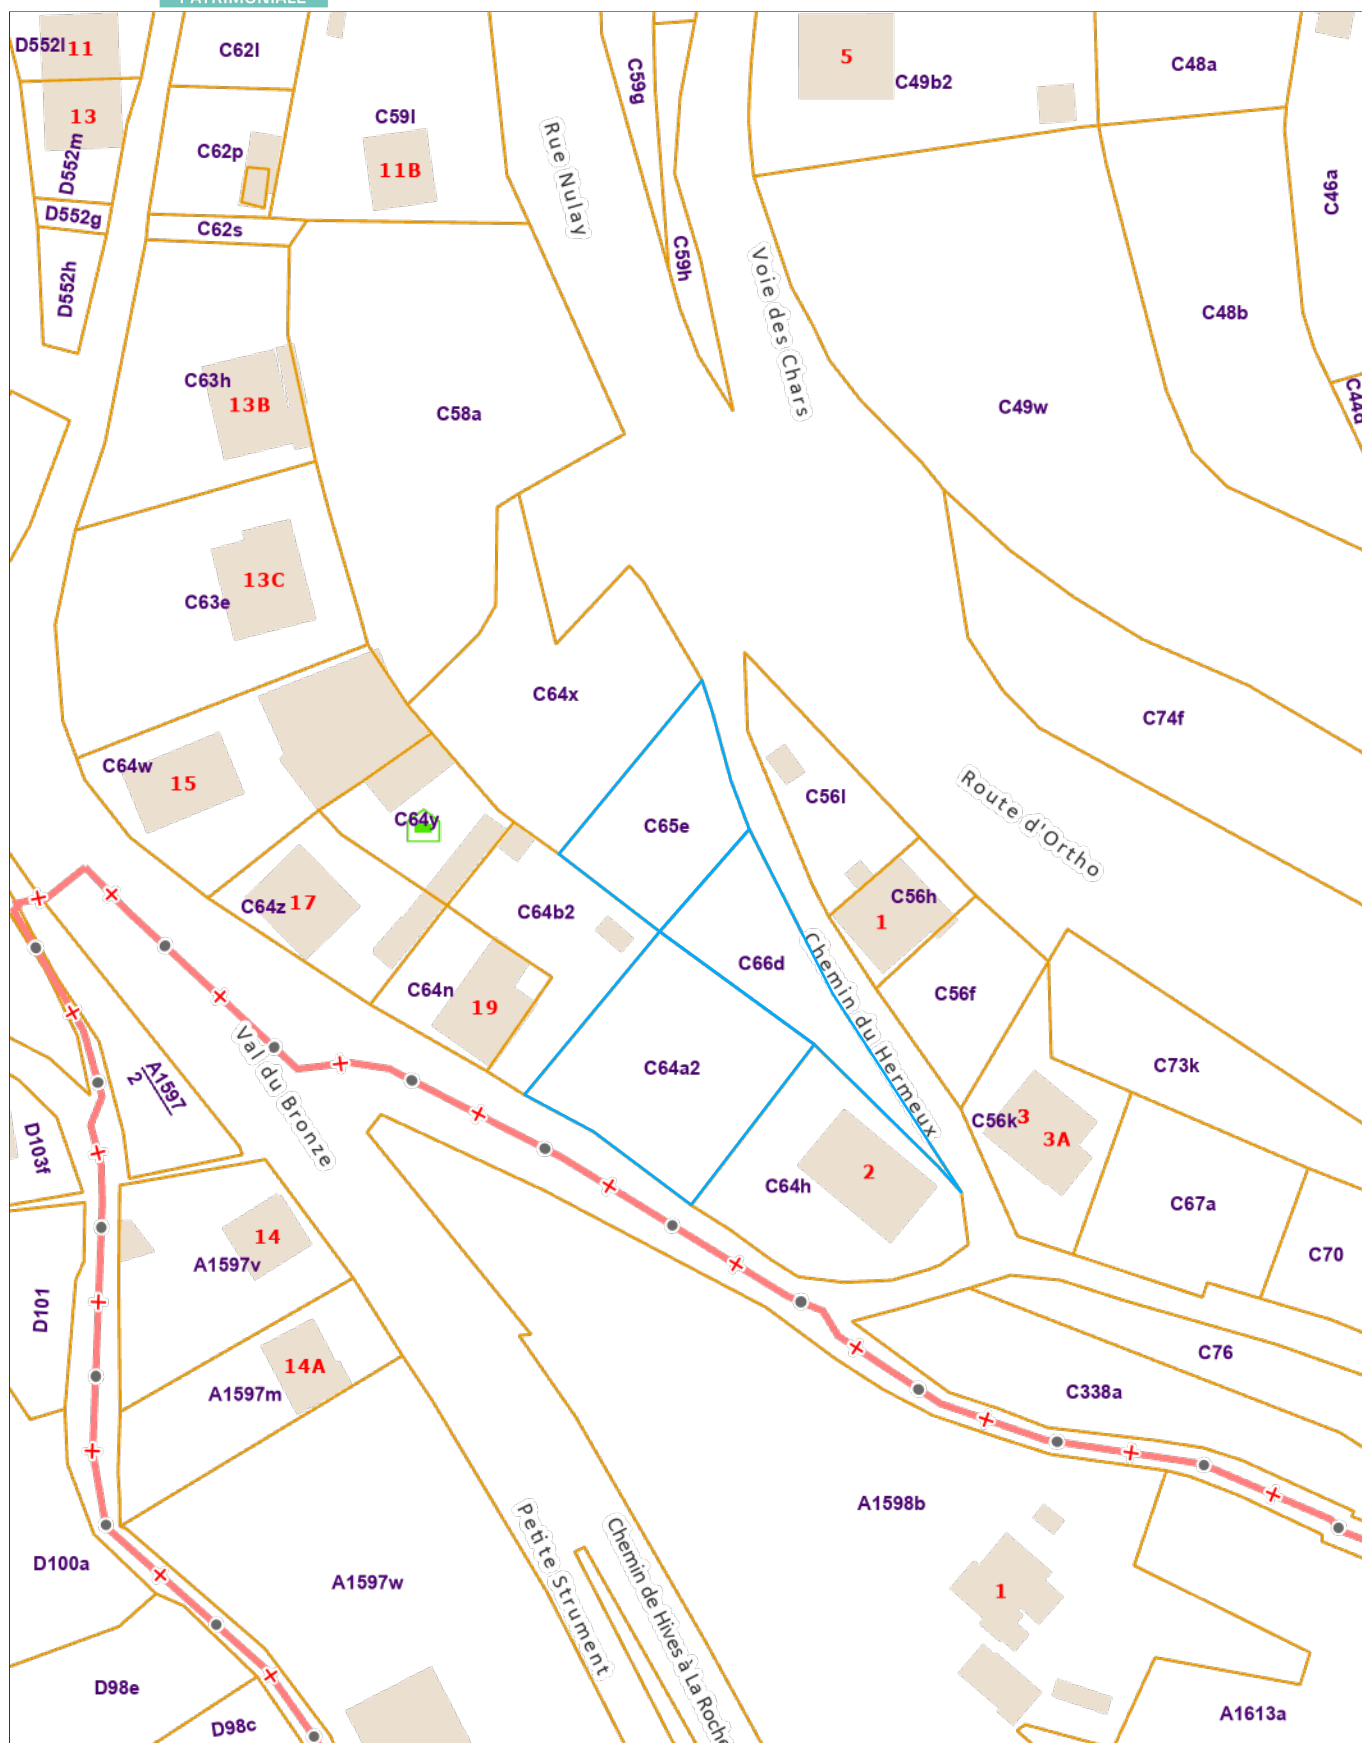 PATRIMONIALE
D552l
11
C62l
C59g
5
C49b2
C48a
13
C59l
C62p
11B
D552m
Rue Nulay
C46a
D552g
C62s
C59h
D552h
Voie des Chars
C48b
C63h
13B
C58a
C49w
C44d
13C
C63e
C64x
C74f
C64w
15
C56l
Route d'Ortho
C64y
C65e
C64z
17
C64b2
C56h
1
C66d
C64n
19
C56f
Chemin du Hermeux
C64a2
C73k
Val du Bronze
A1597
2
C56k
3
3A
D103f
C64h
2
C67a
14
A1597v
C70
D101
14A
A1597m
C76
C338a
A1598b
D100a
A1597w
Petite Strument
Chemin de Hives à La Roche
1
D98e
D98c
A1613a